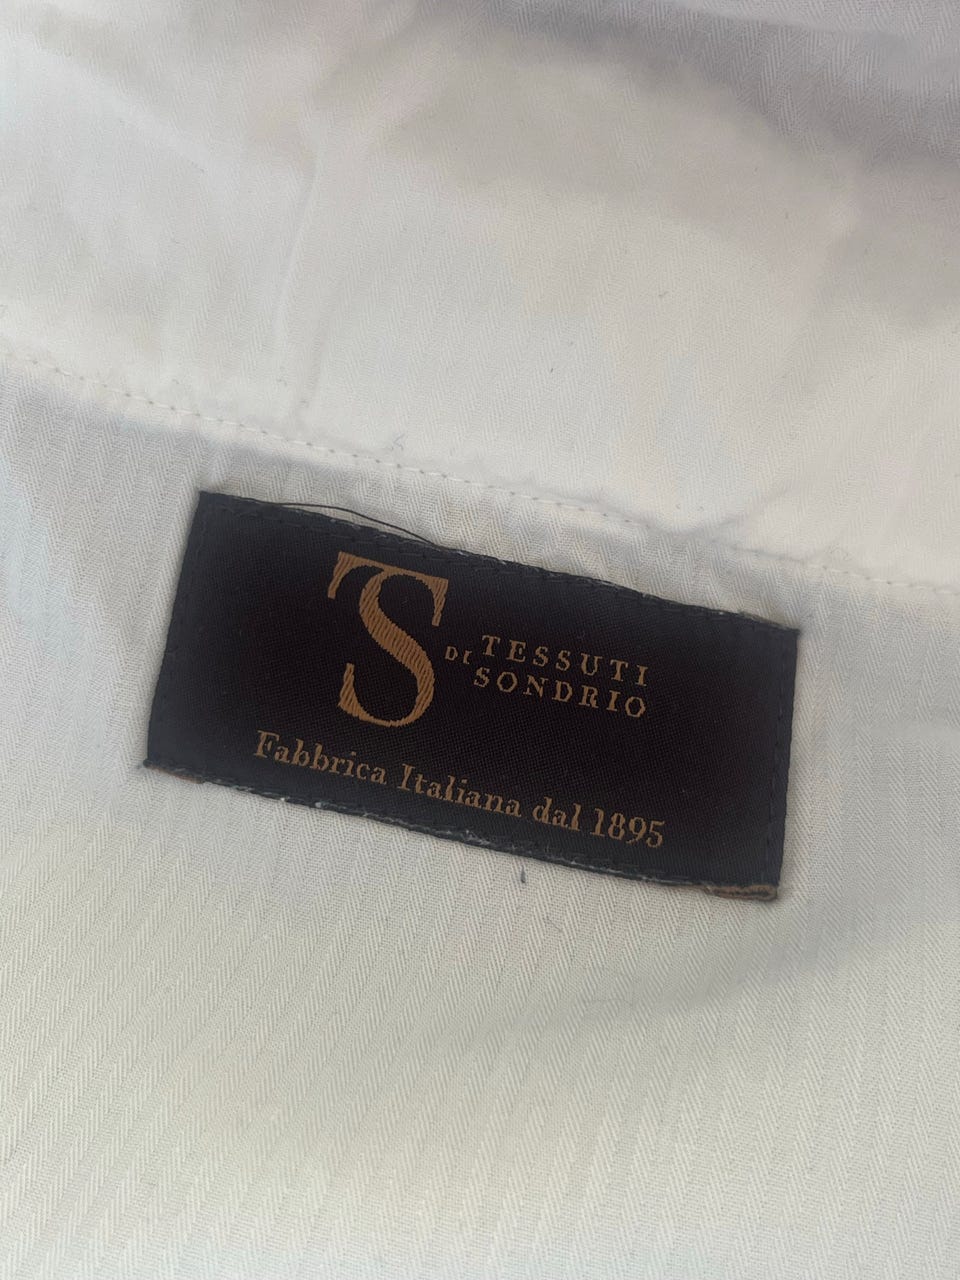 TS
TESSUTI
DI SONDRIO
Fabbrica Italiana dal 1895